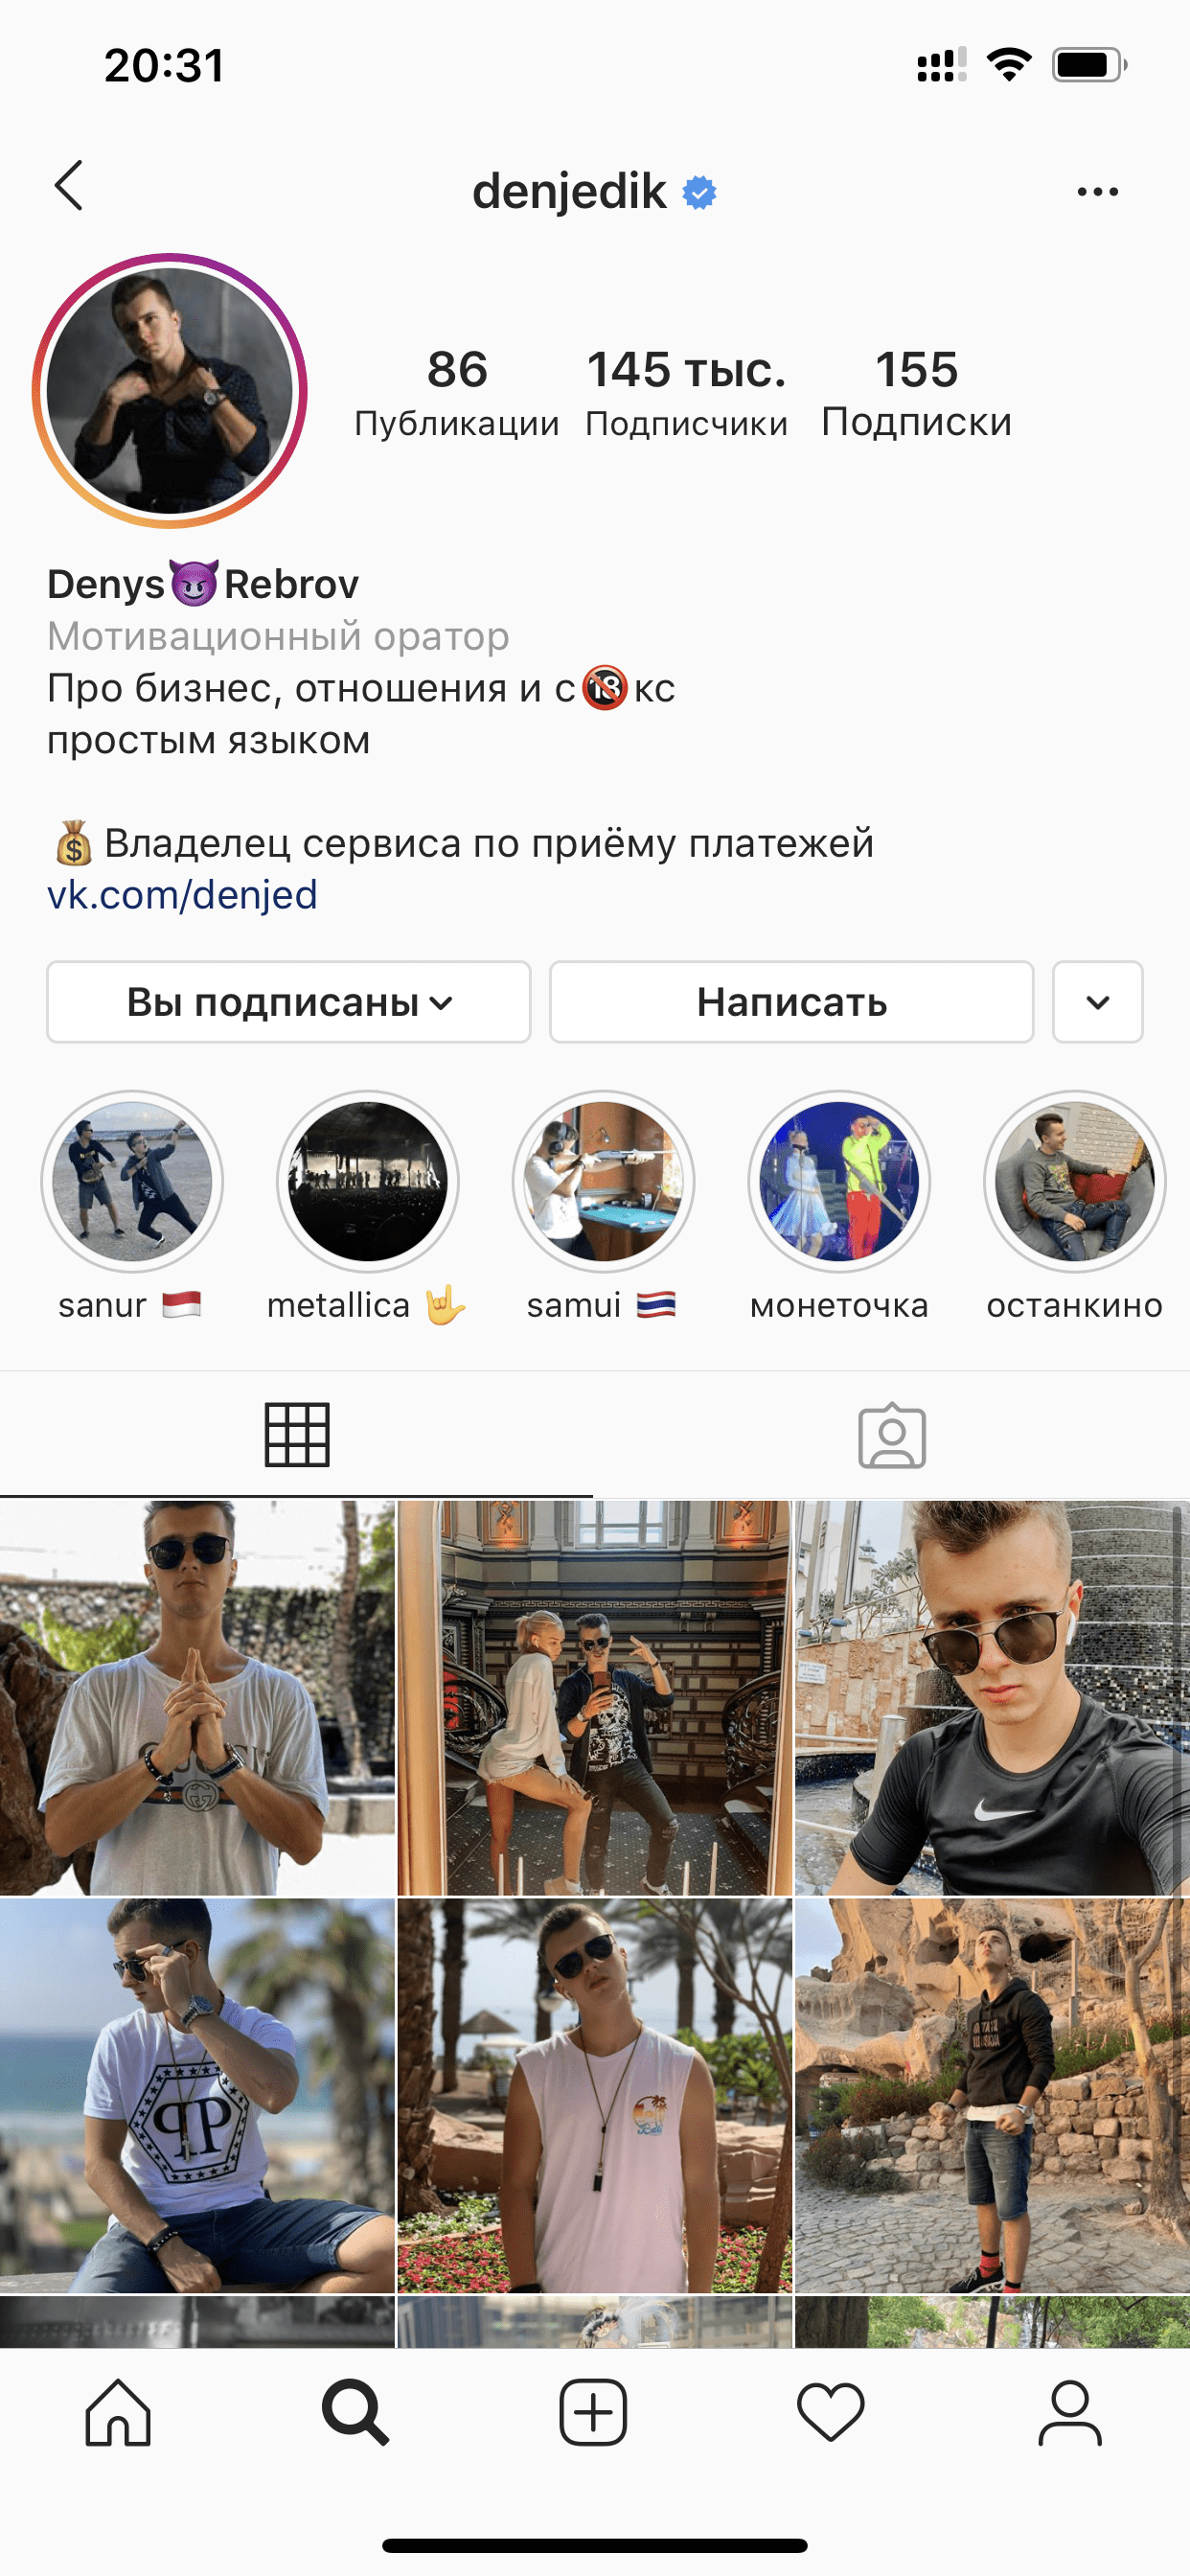 20:31
denjedik
86 145 тыс. 155
Публикации Подписчики Подписки
Denys😈Rebrov
Мотивационный оратор
Про бизнес, отношения и с🔞кс
простым языком
💰Владелец сервиса по приёму платежей
vk.com/denjed
Вы подписаны Написать
sanur 🇮🇩 metallica 🤟 samui 🇹🇭 монеточка останкино